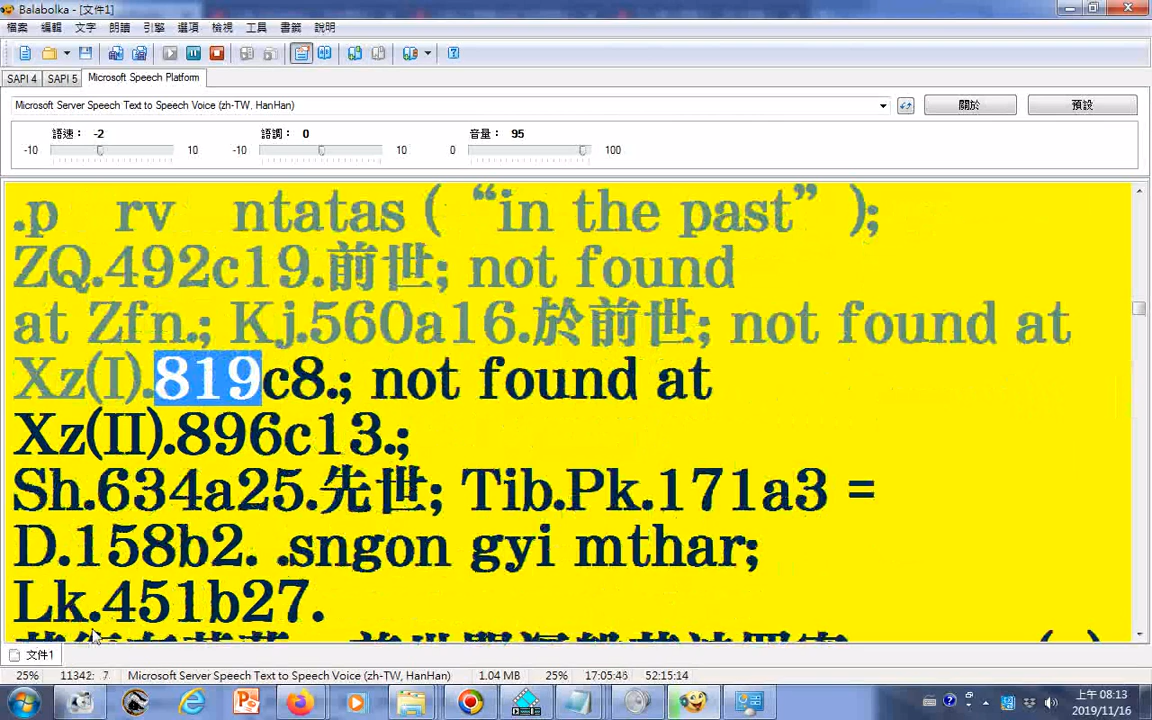 Balabolka - [文件1]
檔案 編輯 文字 朗讀 引擎 選項 檢視 工具 書籤 說明
SAPI 4 SAPI 5 Microsoft Speech Platform
Microsoft Server Speech Text to Speech Voice (zh-TW, HanHan) 關於 預設
語速： -2 語調： 0 音量： 95
-10 10 -10 10 0 100
.p rv ntatas ( “in the past” );
ZQ.492c19.前世; not found
at Zfn.; Kj.560a16.於前世; not found at
Xz(I).819c8.; not found at
Xz(II).896c13.;
Sh.634a25.先世; Tib.Pk.171a3 =
D.158b2. .sngon gyi mthar;
Lk.451b27.
文件1
25% 11342: 7 Microsoft Server Speech Text to Speech Voice (zh-TW, HanHan) 1.04 MB 25% 17:05:46 52:15:14
上午 08:13
2019/11/16